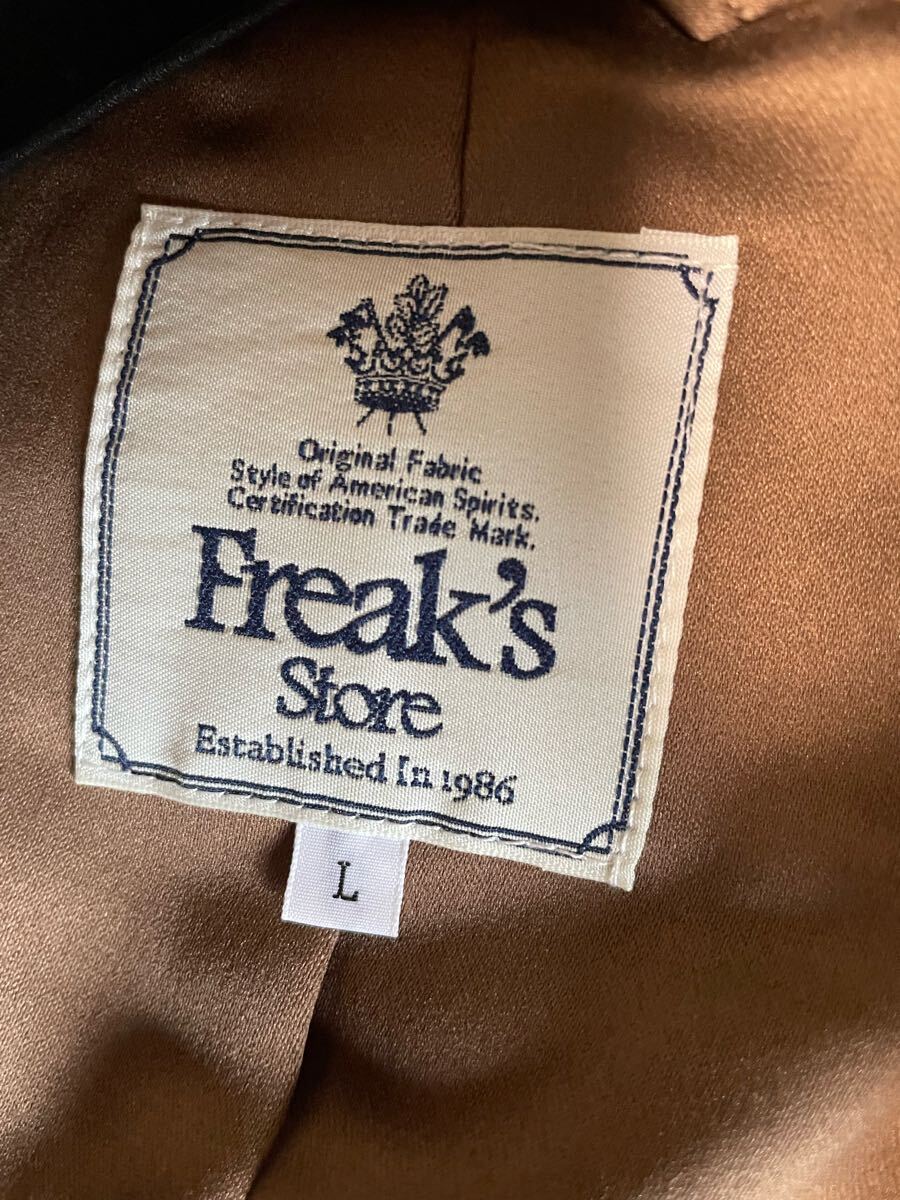 Original Fabric
Style of American Spirits.
Certification Trade Mark.
Freak's
Store
Established In 1986
L